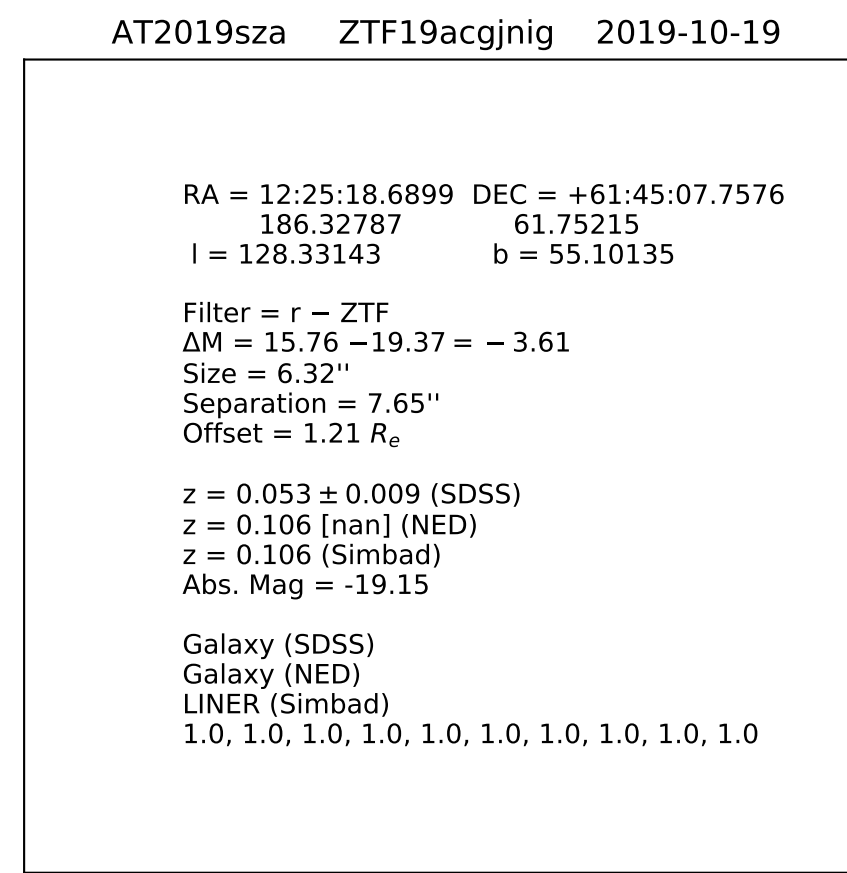 AT2019sza ZTF19acgjnig 2019-10-19
RA = 12:25:18.6899 DEC = +61:45:07.7576
186.32787 61.75215
l = 128.33143 b = 55.10135
Filter = r − ZTF
ΔM = 15.76 −19.37 = − 3.61
Size = 6.32''
Separation = 7.65''
Offset = 1.21 Rₑ
z = 0.053 ± 0.009 (SDSS)
z = 0.106 [nan] (NED)
z = 0.106 (Simbad)
Abs. Mag = -19.15
Galaxy (SDSS)
Galaxy (NED)
LINER (Simbad)
1.0, 1.0, 1.0, 1.0, 1.0, 1.0, 1.0, 1.0, 1.0, 1.0